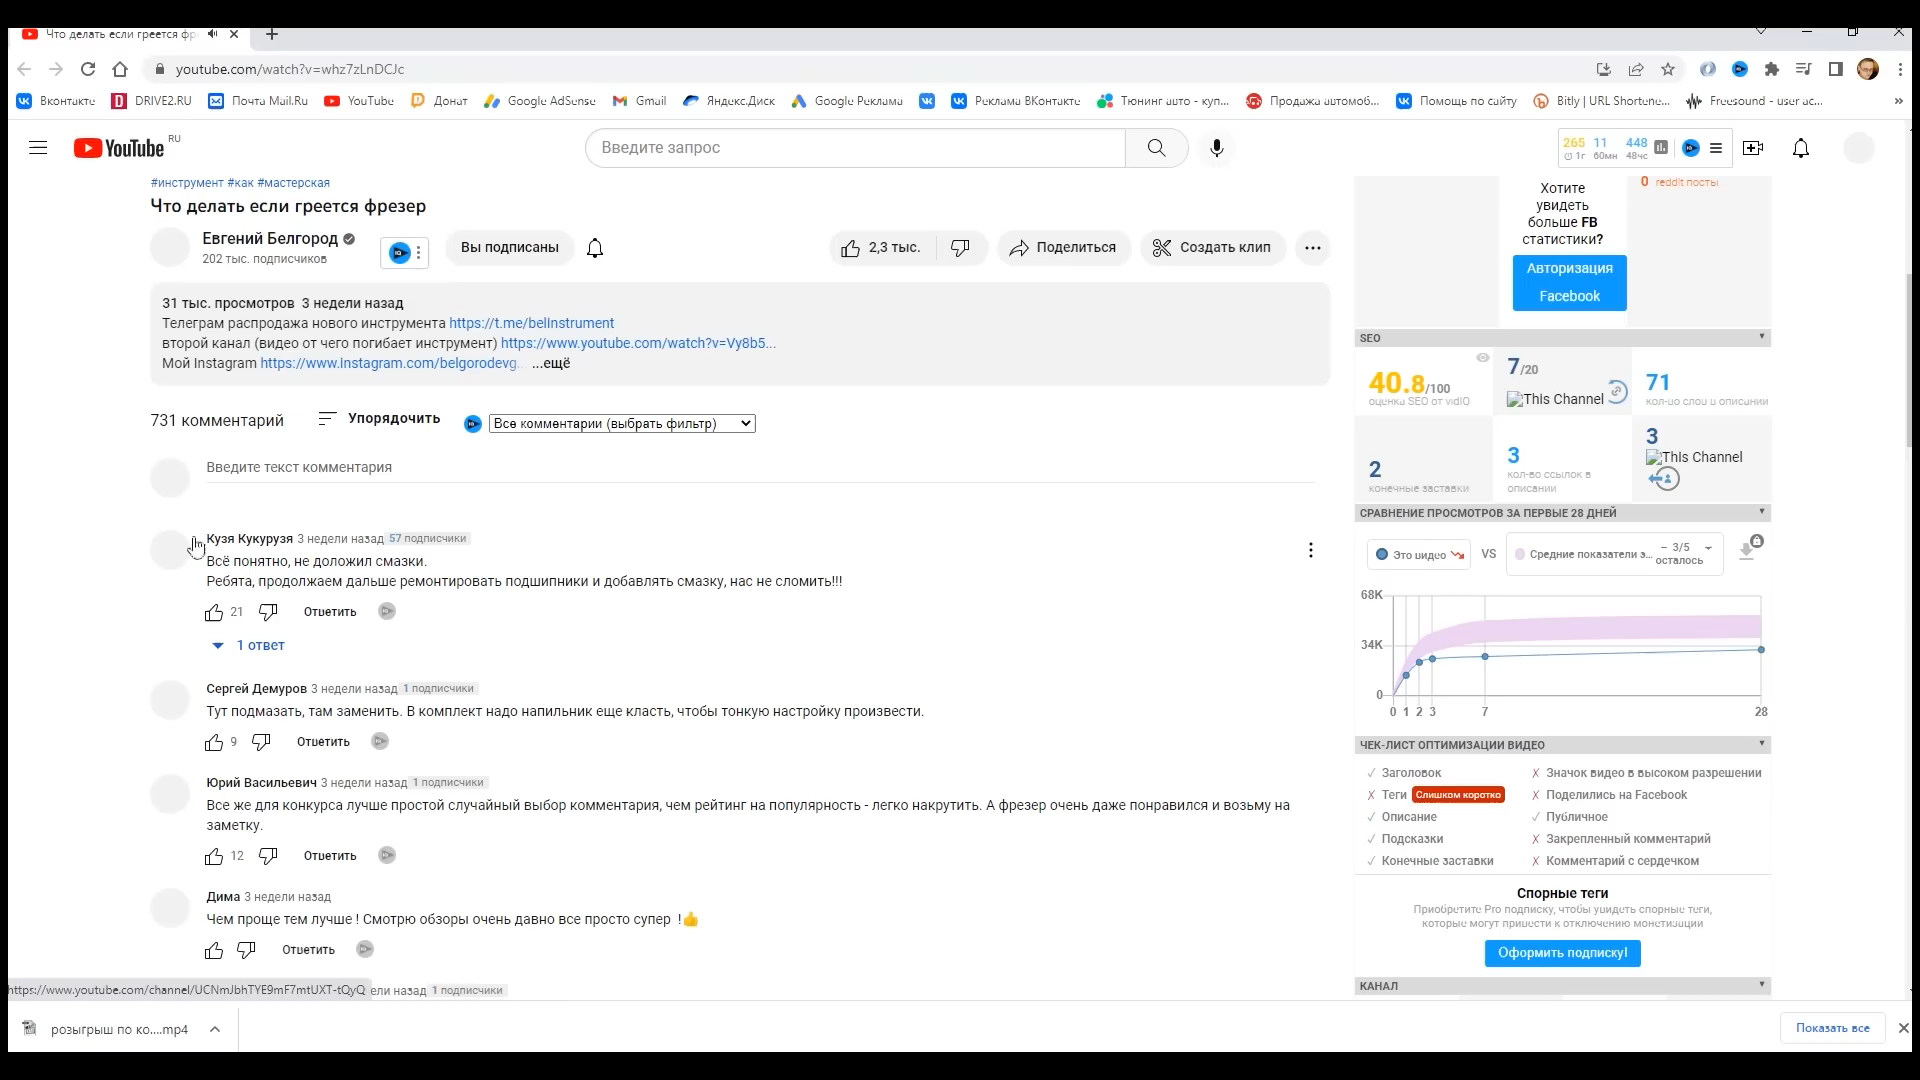 Что делать если греется фр
youtube.com/watch?v=whz7zLnDCJc
Вконтакте DRIVE2.RU Почта Mail.Ru YouTube Донат Google AdSense Gmail Яндекс.Диск Google Реклама Реклама ВКонтакте Тюнинг авто - куп... Продажа автомоб... Помощь по сайту Bitly | URL Shortene... Freesound - user ac... »
YouTube RU
Введите запрос
265 11 448
1г 60мн 48чс
#инструмент #как #мастерская
Что делать если греется фрезер
Евгений Белгород
202 тыс. подписчиков
Вы подписаны
2,3 тыс.
Поделиться
Создать клип
31 тыс. просмотров 3 недели назад
Телеграм распродажа нового инструмента https://t.me/belinstrument
второй канал (видео от чего погибает инструмент) https://www.youtube.com/watch?v=Vy8b5...
Мой Instagram https://www.instagram.com/belgorodevg... ...ещё
731 комментарий
Упорядочить
Все комментарии (выбрать фильтр)
Введите текст комментария
Кузя Кукурузя 3 недели назад 57 подписчики
Всё понятно, не доложил смазки.
Ребята, продолжаем дальше ремонтировать подшипники и добавлять смазку, нас не сломить!!!
21 Ответить
1 ответ
Сергей Демуров 3 недели назад 1 подписчики
Тут подмазать, там заменить. В комплект надо напильник еще класть, чтобы тонкую настройку произвести.
9 Ответить
Юрий Васильевич 3 недели назад 1 подписчики
Все же для конкурса лучше простой случайный выбор комментария, чем рейтинг на популярность - легко накрутить. А фрезер очень даже понравился и возьму на
заметку.
12 Ответить
Дима 3 недели назад
Чем проще тем лучше ! Смотрю обзоры очень давно все просто супер !👍
Ответить
https://www.youtube.com/channel/UCNmJbhTYE9mF7mtUXT-tQyQ
ели назад 1 подписчики
Хотите
увидеть
больше FB
статистики?
Авторизация
Facebook
0 reddit посты
SEO
40.8/100
оценка SEO от vidIQ
7/20
This Channel
71
кол-во слов в описании
2
конечные заставки
3
кол-во ссылок в
описании
3
This Channel
СРАВНЕНИЕ ПРОСМОТРОВ ЗА ПЕРВЫЕ 28 ДНЕЙ
Это видео
VS
Средние показатели з...
– 3/5
осталось
68K
34K
0
0 1 2 3 7 28
ЧЕК-ЛИСТ ОПТИМИЗАЦИИ ВИДЕО
✓ Заголовок
✗ Теги Слишком коротко
✓ Описание
✓ Подсказки
✓ Конечные заставки
✗ Значок видео в высоком разрешении
✗ Поделились на Facebook
✓ Публичное
✗ Закрепленный комментарий
✗ Комментарий с сердечком
Спорные теги
Приобретите Pro подписку, чтобы увидеть спорные теги,
которые могут привести к отключению монетизации
Оформить подписку!
КАНАЛ
розыгрыш по ко....mp4
Показать все